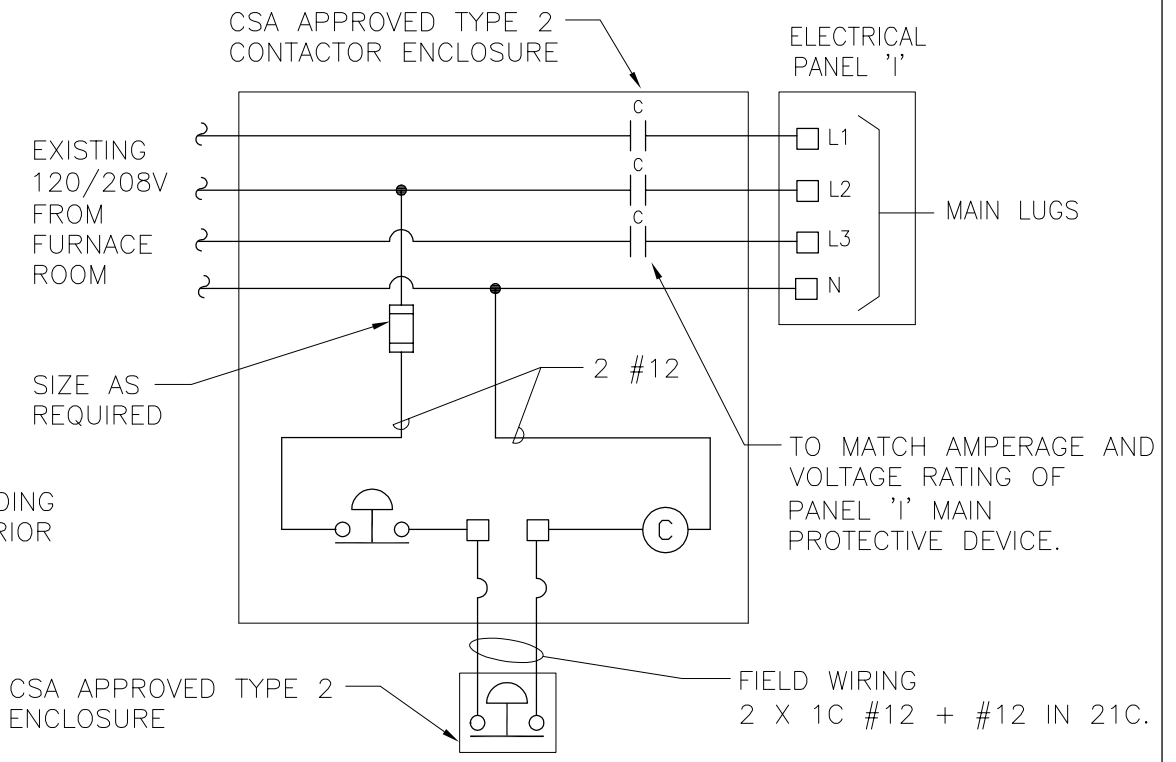 CSA APPROVED TYPE 2
CONTACTOR ENCLOSURE
ELECTRICAL
PANEL 'I'
EXISTING
120/208V
FROM
FURNACE
ROOM
C
C
C
L1
L2
L3
N
MAIN LUGS
SIZE AS
REQUIRED
2 #12
TO MATCH AMPERAGE AND
VOLTAGE RATING OF
PANEL 'I' MAIN
PROTECTIVE DEVICE.
DING
RIOR
C
CSA APPROVED TYPE 2
ENCLOSURE
FIELD WIRING
2 X 1C #12 + #12 IN 21C.